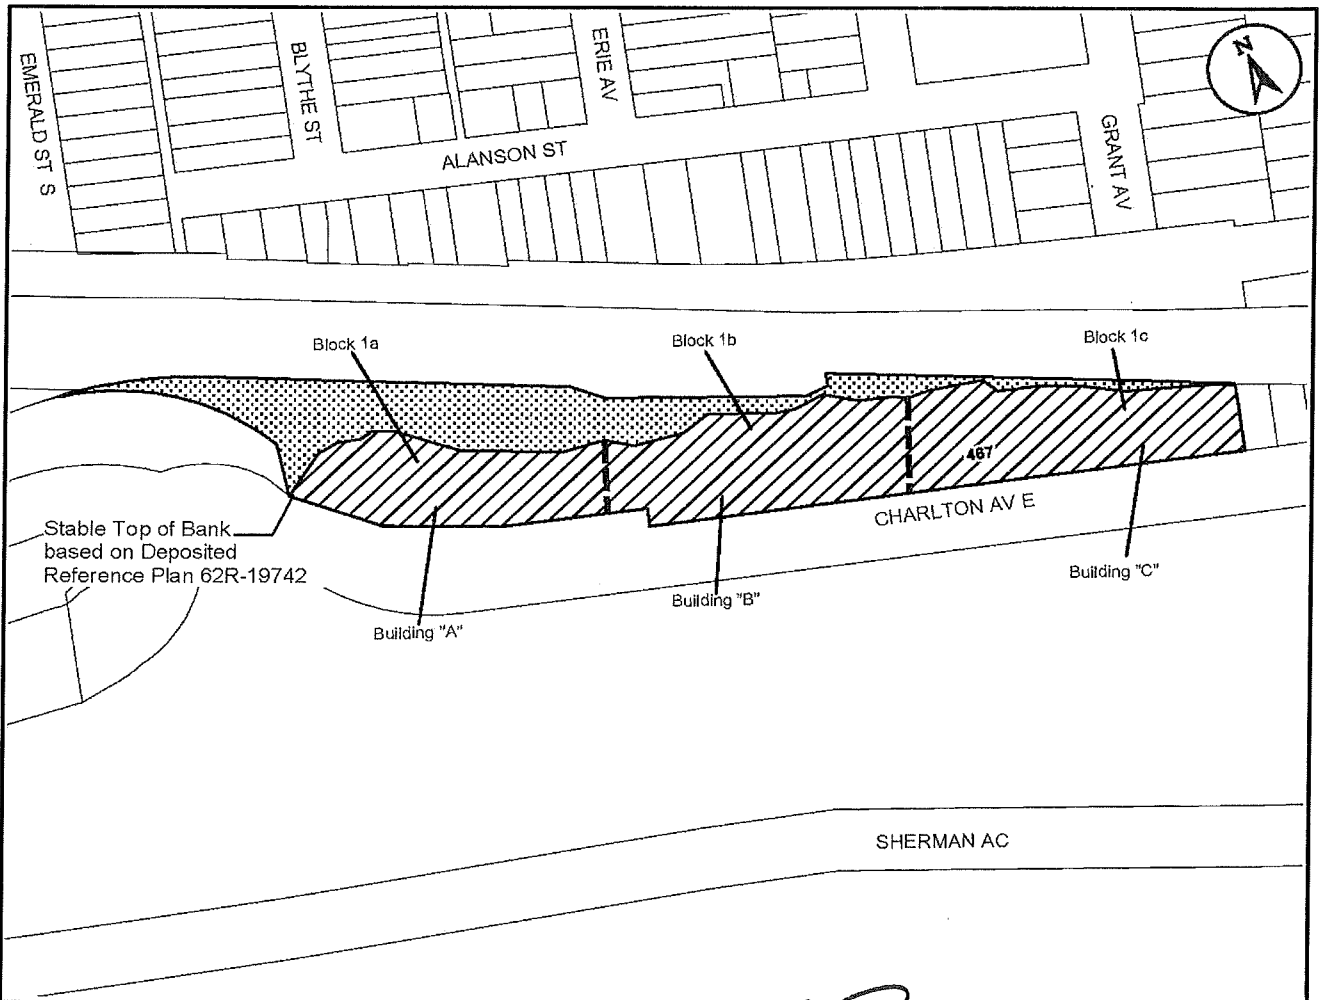 EMERALD ST S
BLYTHE ST
ERIE AV
GRANT AV
N
ALANSON ST
Block 1a
Block 1b
Block 1c
467
CHARLTON AV E
Stable Top of Bank
based on Deposited
Reference Plan 62R-19742
Building "A"
Building "B"
Building "C"
SHERMAN AC